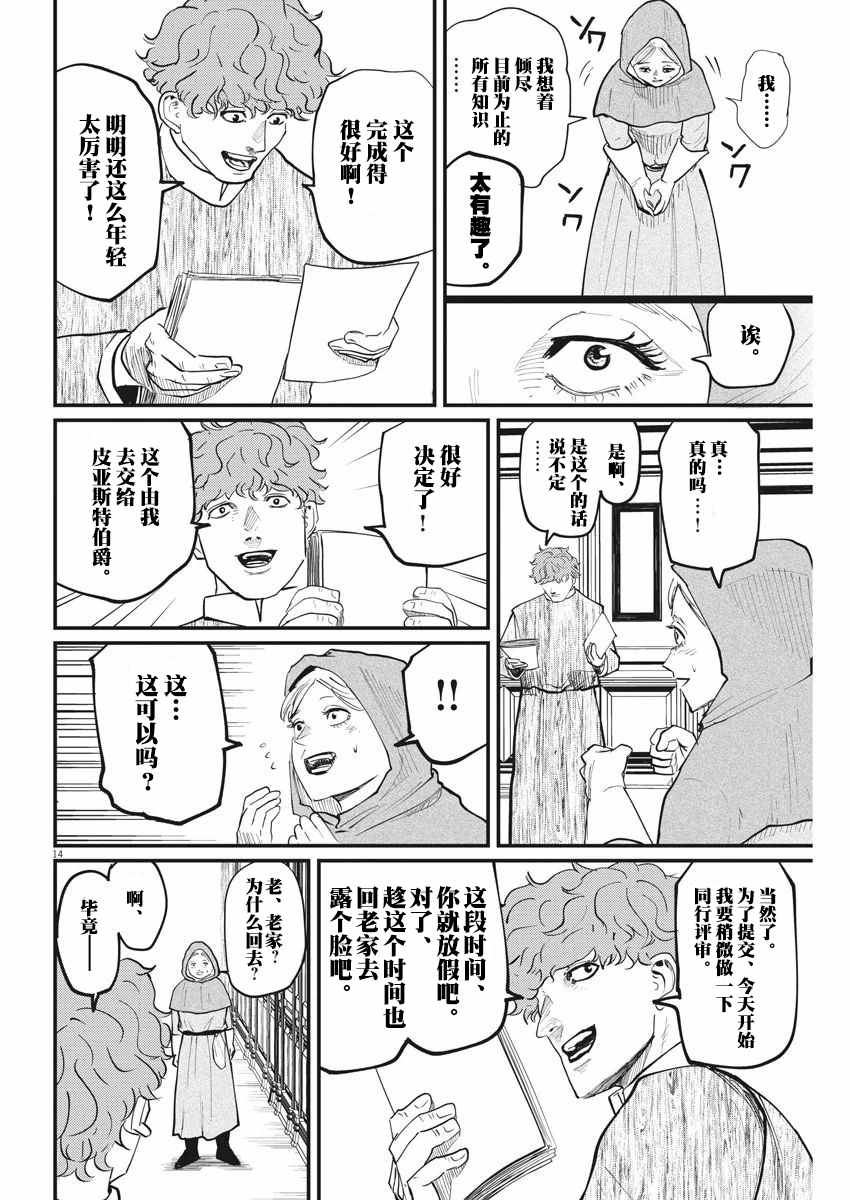 我……
我想着
倾尽
目前为止的
所有知识
……
太有趣了。
ソク
ソク
ソク
诶。
这个
完成得
很好啊！
明明还这么年轻
太厉害了！
真…
真的吗…！
是啊、
是这个的话
说不定
……
很好
决定了！
这个由我
去交给
皮亚斯特伯爵。
！！
这…
这可以吗？
当然了。
为了提交、今天开始
我要稍微做一下
同行评审。
这段时间、
你就放假吧。
对了、
趁这个时间也
回老家去
露个脸吧。
老、老家？
为什么回去？
啊、
毕竟——
14